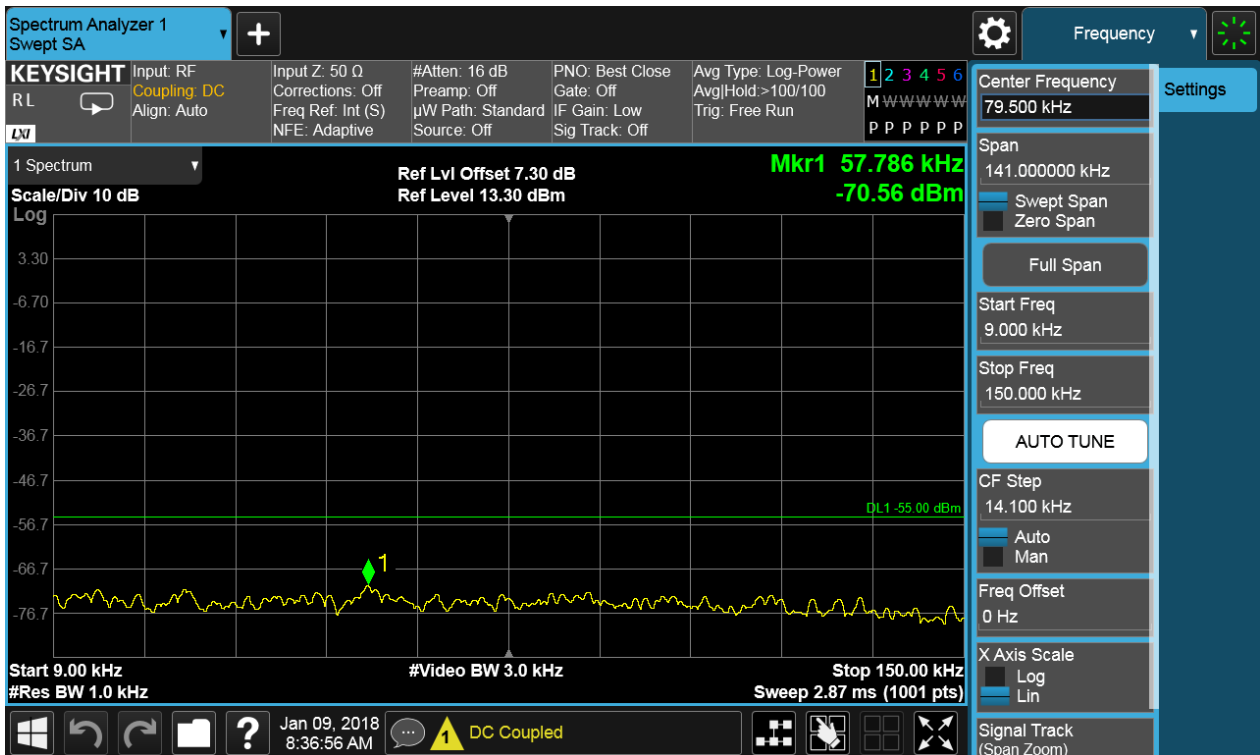 Spectrum Analyzer 1
Swept SA
+
Frequency
KEYSIGHT
RL
LXI
Input: RF
Coupling: DC
Align: Auto
Input Z: 50 Ω
Corrections: Off
Freq Ref: Int (S)
NFE: Adaptive
#Atten: 16 dB
Preamp: Off
µW Path: Standard
Source: Off
PNO: Best Close
Gate: Off
IF Gain: Low
Sig Track: Off
Avg Type: Log-Power
Avg|Hold:>100/100
Trig: Free Run
1 2 3 4 5 6
M W W W W W
P P P P P P
1 Spectrum
Scale/Div 10 dB
Log
Ref Lvl Offset 7.30 dB
Ref Level 13.30 dBm
Mkr1 57.786 kHz
-70.56 dBm
3.30
-6.70
-16.7
-26.7
-36.7
-46.7
-56.7
-66.7
-76.7
DL1 -55.00 dBm
1
Start 9.00 kHz
#Res BW 1.0 kHz
#Video BW 3.0 kHz
Stop 150.00 kHz
Sweep 2.87 ms (1001 pts)
Center Frequency
79.500 kHz
Span
141.000000 kHz
Swept Span
Zero Span
Full Span
Start Freq
9.000 kHz
Stop Freq
150.000 kHz
AUTO TUNE
CF Step
14.100 kHz
Auto
Man
Freq Offset
0 Hz
X Axis Scale
Log
Lin
Signal Track
(Span Zoom)
Settings
?
Jan 09, 2018
8:36:56 AM
1
DC Coupled